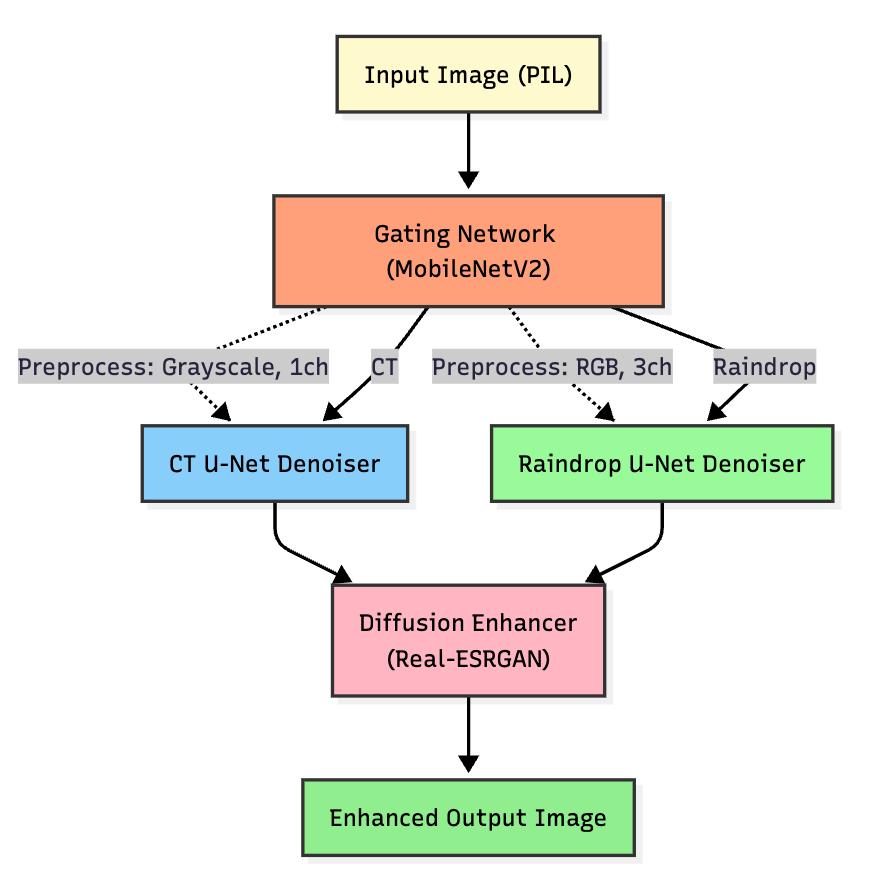 Input Image (PIL)
Gating Network
(MobileNetV2)
Preprocess: Grayscale, 1ch
CT
Preprocess: RGB, 3ch
Raindrop
CT U-Net Denoiser
Raindrop U-Net Denoiser
Diffusion Enhancer
(Real-ESRGAN)
Enhanced Output Image